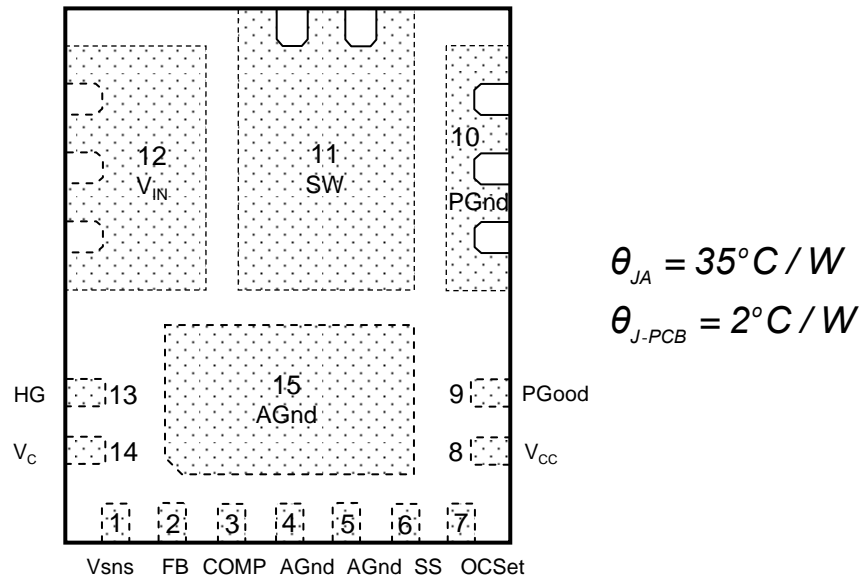 12
V_IN
11
SW
10
PGnd
θ_JA = 35°C / W
θ_J-PCB = 2°C / W
HG 13
15
AGnd
9 PGood
V_C 14
8 V_CC
1 2 3 4 5 6 7
Vsns FB COMP AGnd AGnd SS OCSet